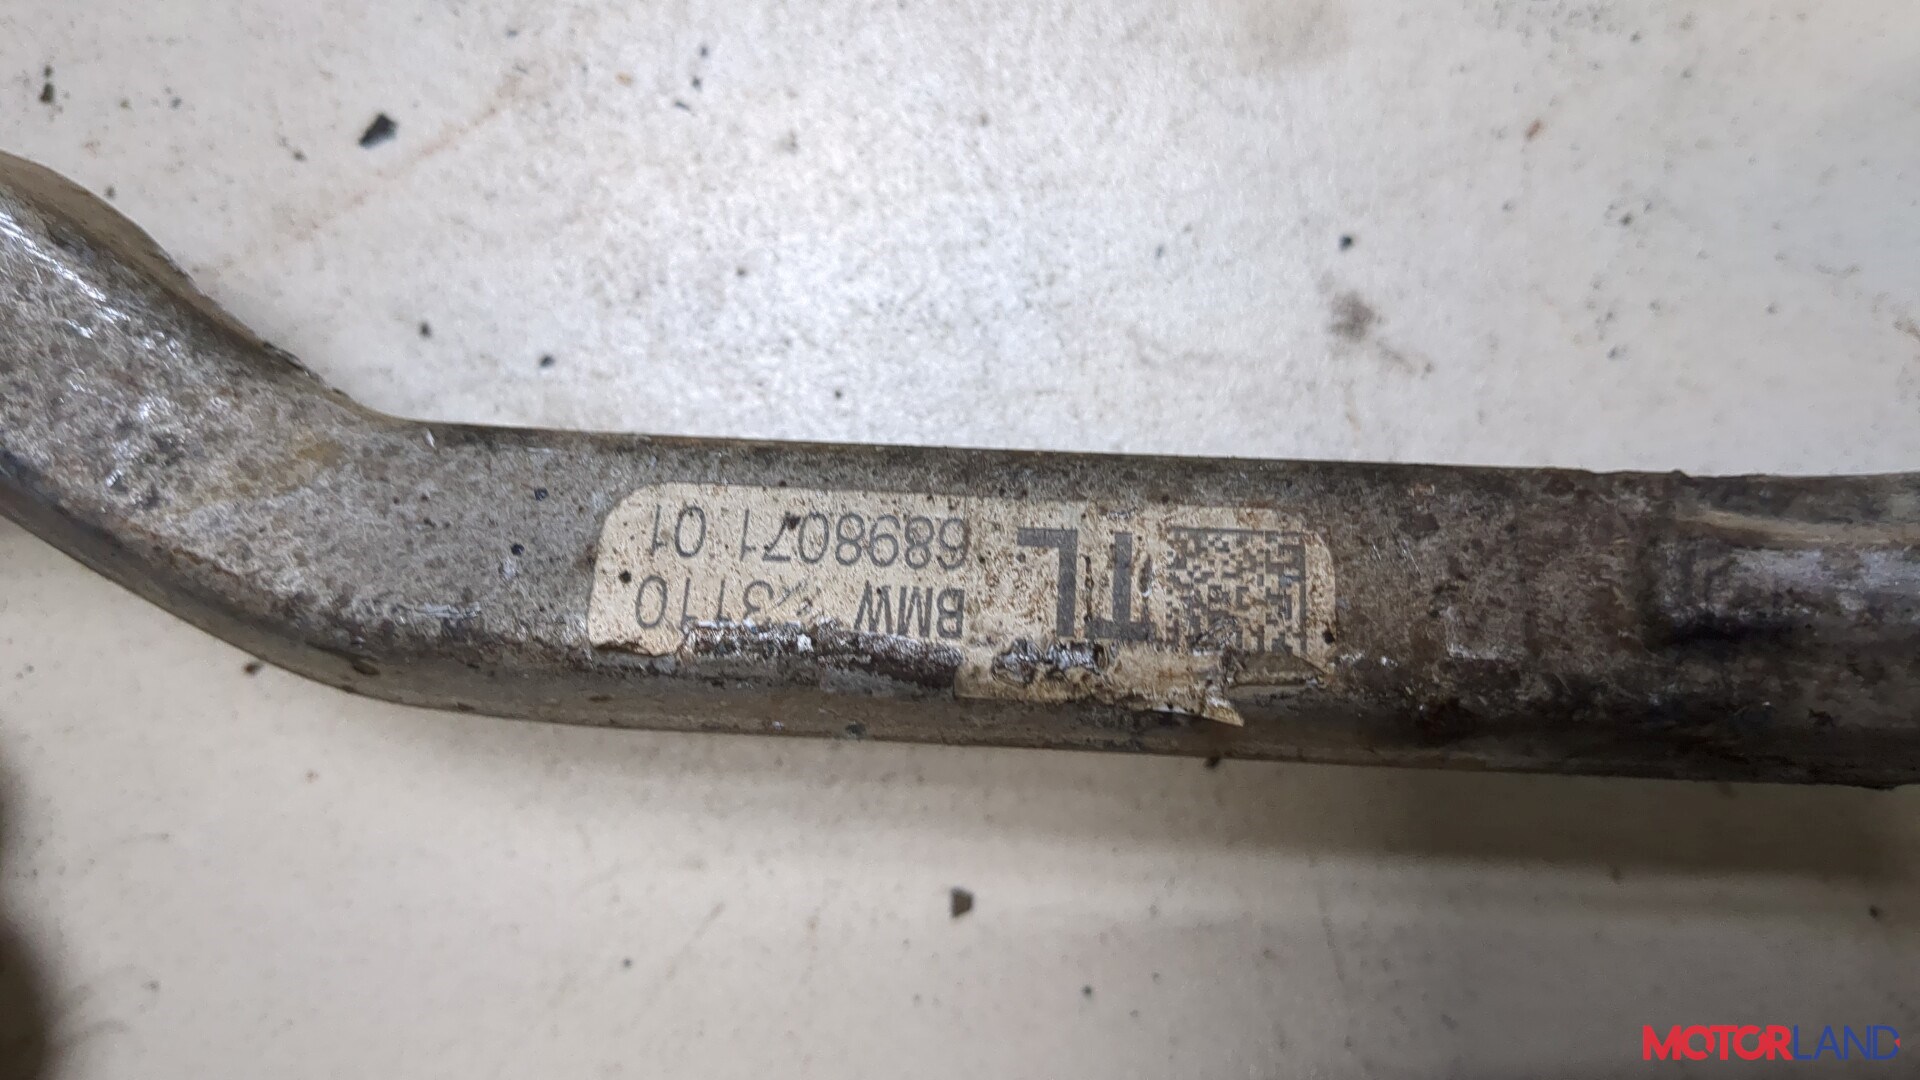 TL
BMW 3110
6898071 01
MOTORLAND